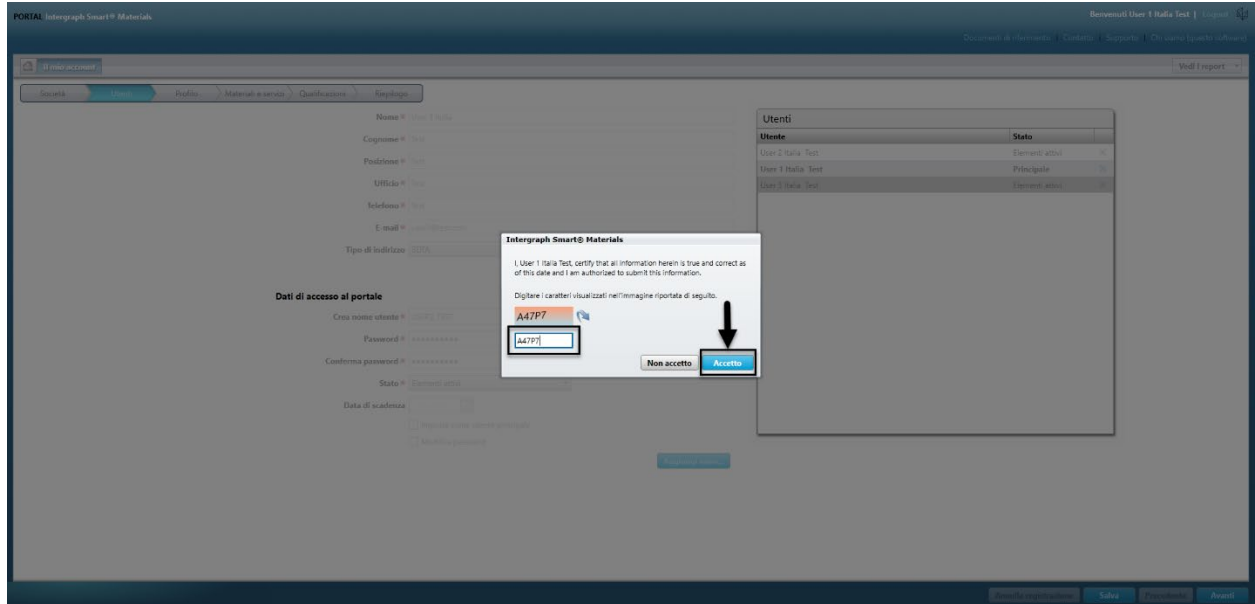 PORTAL Intergraph Smart® Materials
Benvenuti User 1 Italia Test | Logout
Documenti di riferimento | Contatto | Supporto | Chi siamo (questo software)
Il mio account
Vedi I report
Società
Utenti
Profilo
Materiali e servizi
Qualificazioni
Riepilogo
Nome *
Cognome *
Posizione *
Ufficio *
Telefono *
E-mail *
Tipo di indirizzo
Dati di accesso al portale
Crea nome utente *
Password *
Conferma password *
Stato * Elementi attivi
Data di scadenza
Utenti
Utente Stato
User 2 Italia Test Elementi attivi
User 1 Italia Test Principale
User 3 Italia Test Elementi attivi
Intergraph Smart® Materials
I, User 1 Italia Test, certify that all information herein is true and correct as
of this date and I am authorized to submit this information.
Digitare i caratteri visualizzati nell'immagine riportata di seguito.
A47P7
A47P7
Non accetto Accetto
Annulla registrazione Salva Precedente Avanti